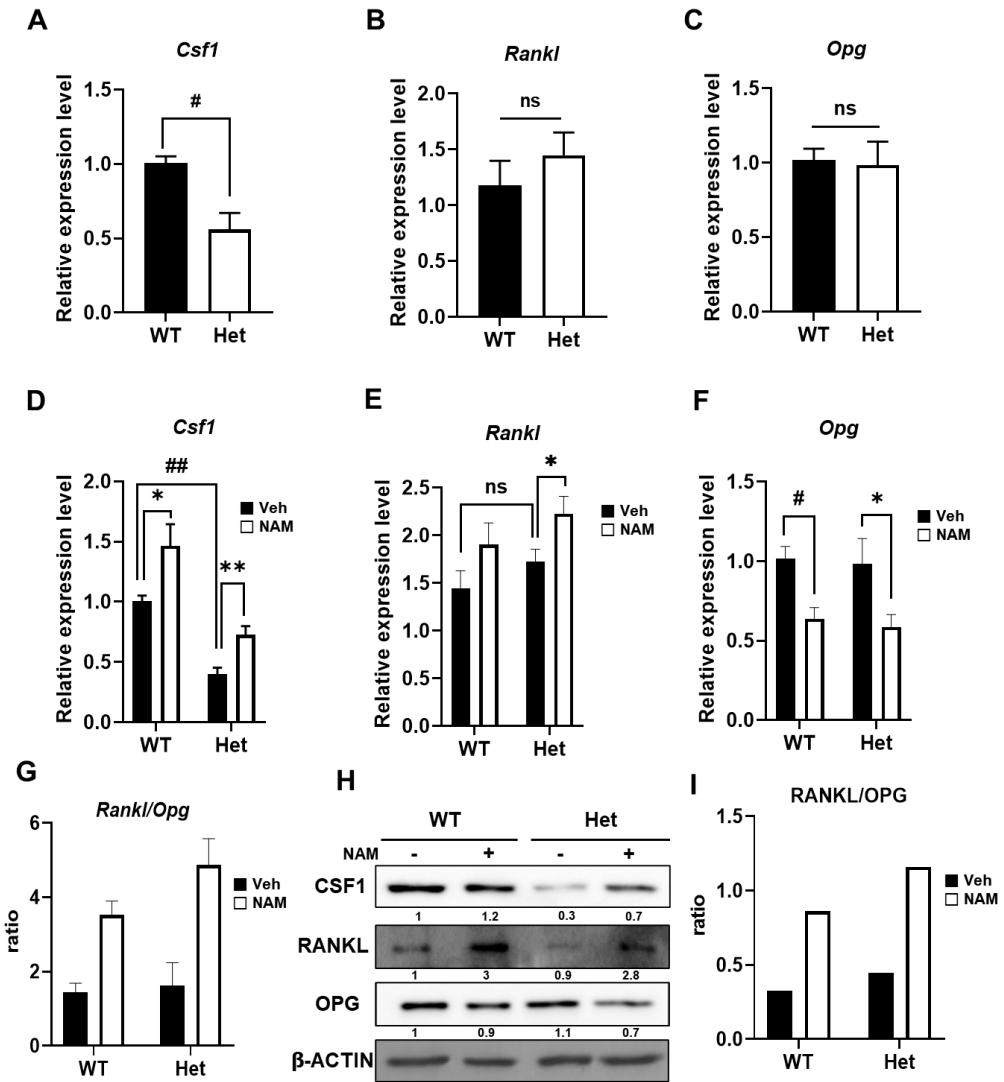 A
Csf1
Relative expression level
1.5
1.0
0.5
0.0
#
WT Het
B
Rankl
Relative expression level
2.0
1.5
1.0
0.5
0.0
ns
WT Het
C
Opg
Relative expression level
1.5
1.0
0.5
0.0
ns
WT Het
D
Csf1
Relative expression level
2.0
1.5
1.0
0.5
0.0
##
*
**
Veh
NAM
WT Het
E
Rankl
Relative expression level
2.5
2.0
1.5
1.0
0.5
0.0
ns
*
Veh
NAM
WT Het
F
Opg
Relative expression level
1.5
1.0
0.5
0.0
#
*
Veh
NAM
WT Het
G
Rankl/Opg
ratio
6
4
2
0
Veh
NAM
WT Het
H
WT Het
NAM - + - +
CSF1
1 1.2 0.3 0.7
RANKL
1 3 0.9 2.8
OPG
1 0.9 1.1 0.7
β-ACTIN
I
RANKL/OPG
ratio
1.5
1.0
0.5
0.0
Veh
NAM
WT Het